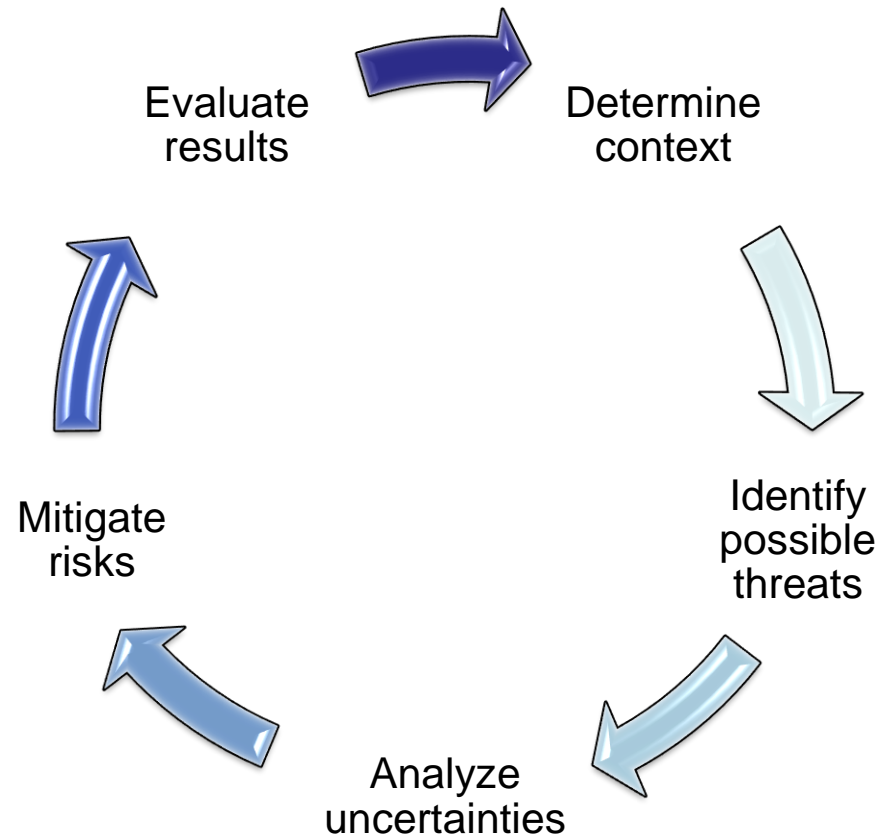 Evaluate
results
Determine
context
Identify
possible
threats
Analyze
uncertainties
Mitigate
risks